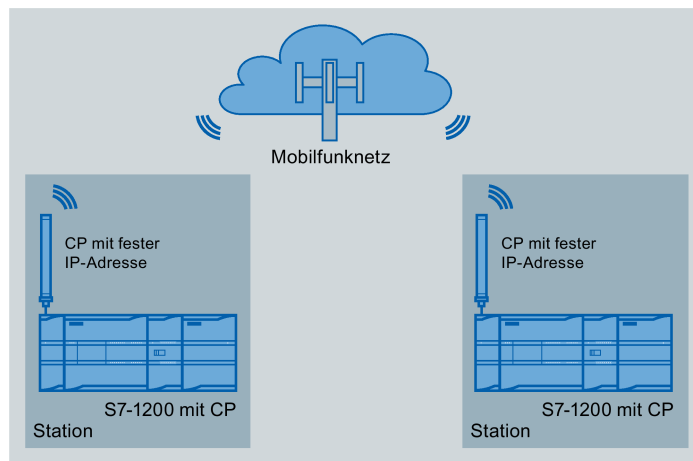 Mobilfunknetz
CP mit fester
IP-Adresse
S7-1200 mit CP
Station
CP mit fester
IP-Adresse
S7-1200 mit CP
Station